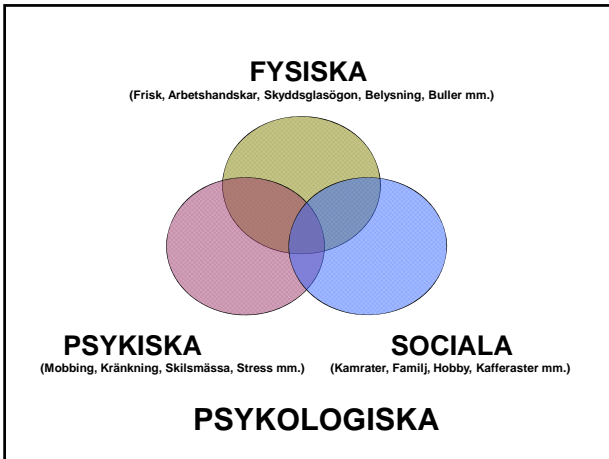 FYSISKA
(Frisk, Arbetshandskar, Skyddsglasögon, Belysning, Buller mm.)
PSYKISKA
(Mobbing, Kränkning, Skilsmässa, Stress mm.)
SOCIALA
(Kamrater, Familj, Hobby, Kafferaster mm.)
PSYKOLOGISKA